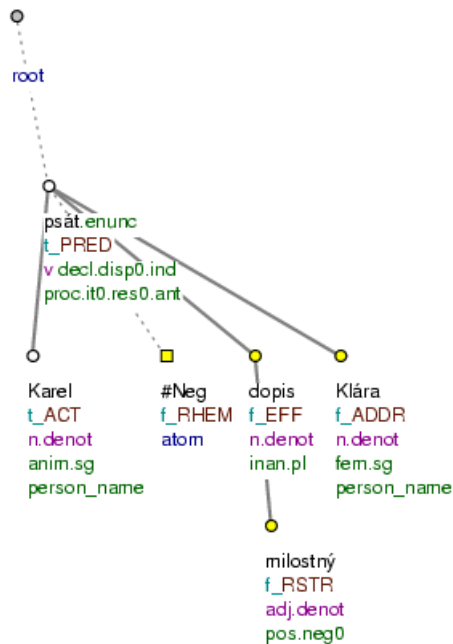 root
psát.enunc
t_PRED
v decl.disp0.ind
proc.it0.res0.ant
Karel
t_ACT
n.denot
anim.sg
person_name
#Neg
f_RHEM
atom
dopis
f_EFF
n.denot
inan.pl
Klára
f_ADDR
n.denot
fem.sg
person_name
milostný
f_RSTR
adj.denot
pos.neg0